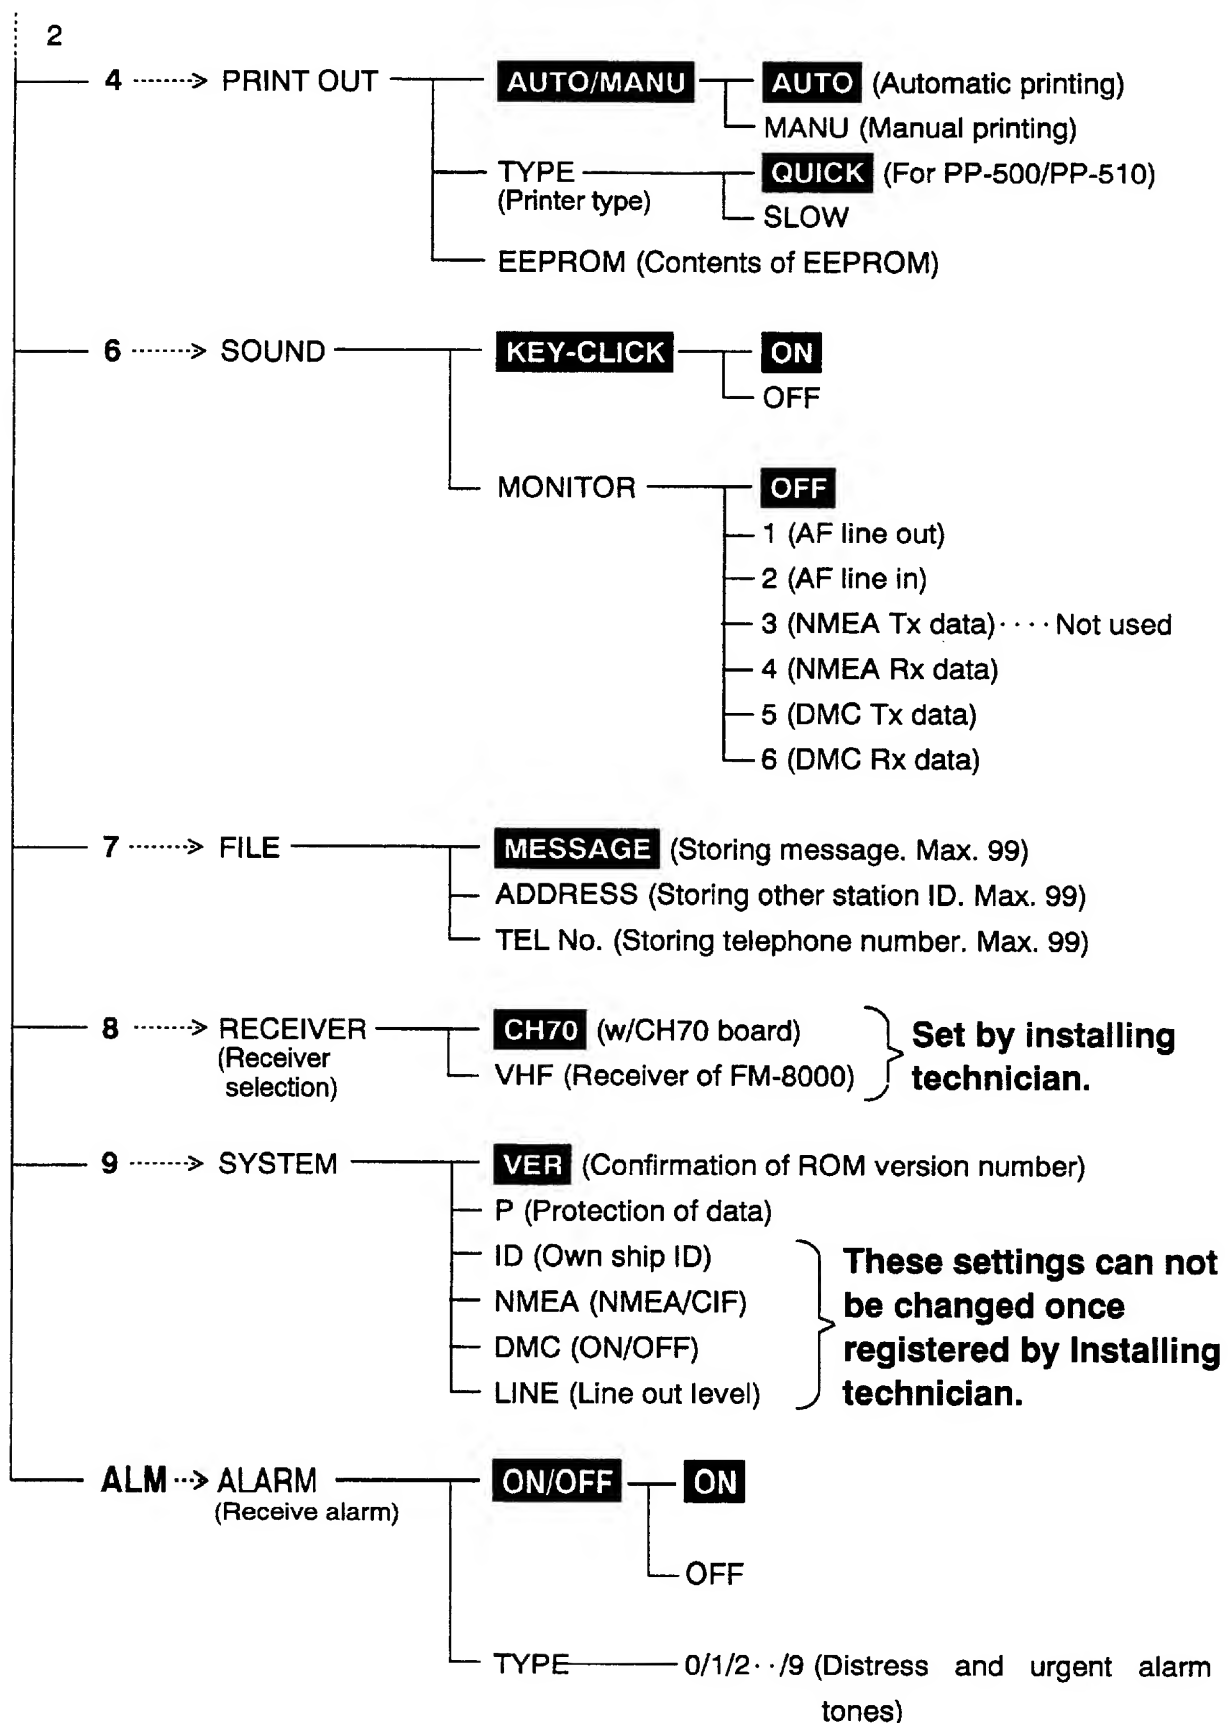 2
4 ········> PRINT OUT AUTO/MANU AUTO (Automatic printing)
MANU (Manual printing)
TYPE QUICK (For PP-500/PP-510)
(Printer type) SLOW
EEPROM (Contents of EEPROM)
6 ········> SOUND KEY-CLICK ON
OFF
MONITOR OFF
1 (AF line out)
2 (AF line in)
3 (NMEA Tx data) ···· Not used
4 (NMEA Rx data)
5 (DMC Tx data)
6 (DMC Rx data)
7 ········> FILE MESSAGE (Storing message. Max. 99)
ADDRESS (Storing other station ID. Max. 99)
TEL No. (Storing telephone number. Max. 99)
8 ········> RECEIVER CH70 (w/CH70 board)
(Receiver
selection)
VHF (Receiver of FM-8000)
Set by installing
technician.
9 ········> SYSTEM VER (Confirmation of ROM version number)
P (Protection of data)
ID (Own ship ID)
NMEA (NMEA/CIF)
DMC (ON/OFF)
LINE (Line out level)
These settings can not
be changed once
registered by Installing
technician.
ALM ···> ALARM ON/OFF ON
(Receive alarm)
OFF
TYPE 0/1/2··/9 (Distress and urgent alarm
tones)